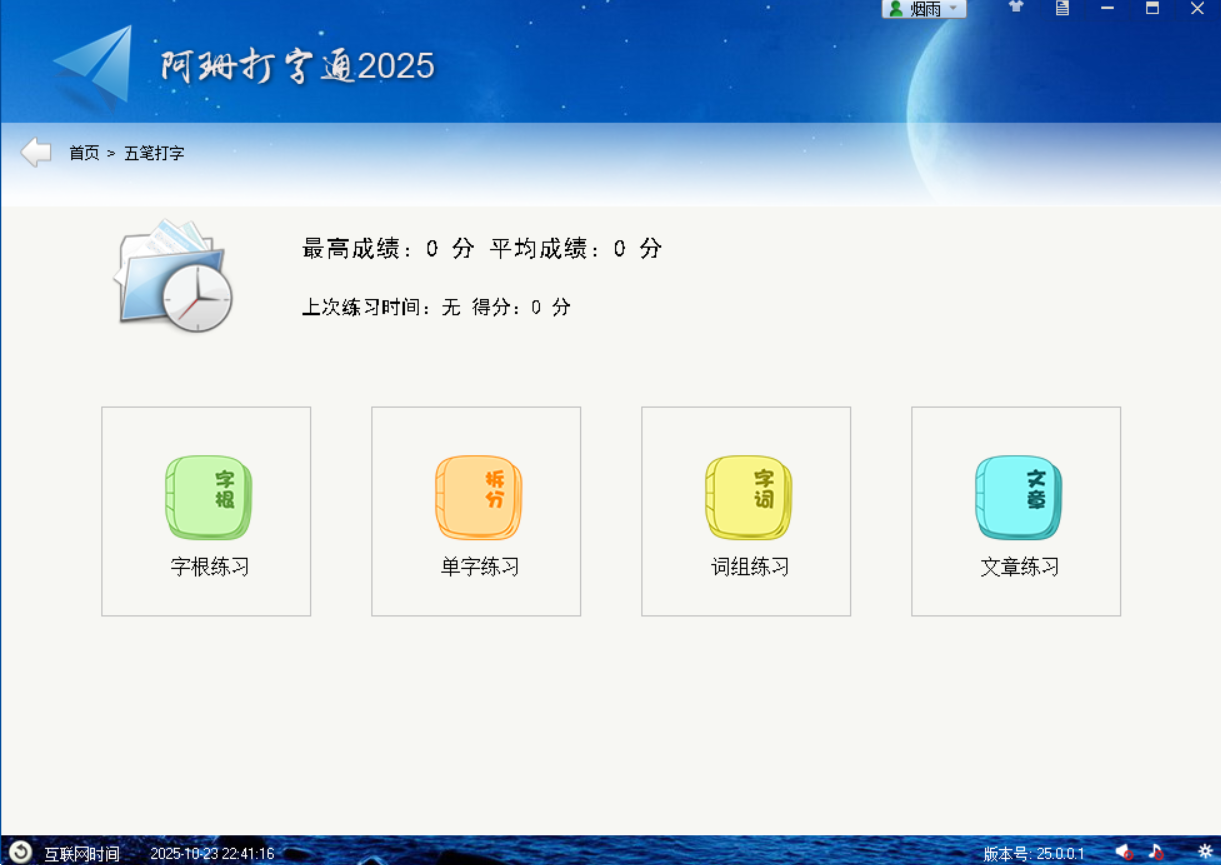 烟雨
阿珊打字通2025
首页 > 五笔打字
最高成绩：0 分 平均成绩：0 分
上次练习时间：无 得分：0 分
字根
拆分
字词
文章
字根练习
单字练习
词组练习
文章练习
互联网时间 2025-10-23 22:41:16
版本号: 25.0.0.1